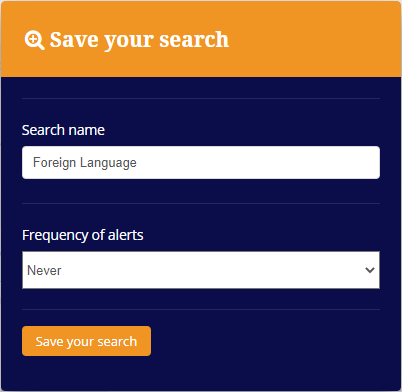 Save your search
Search name
Foreign Language
Frequency of alerts
Never
Save your search